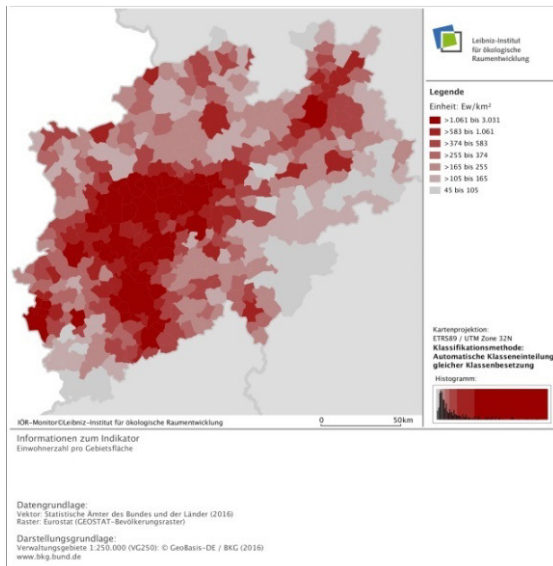 Leibniz-Institut
für ökologische
Raumentwicklung
Legende
Einheit: Ew/km²
>1.061 bis 3.031
>583 bis 1.061
>374 bis 583
>255 bis 374
>165 bis 255
>105 bis 165
45 bis 105
Kartenprojektion:
ETRS89 / UTM Zone 32N
Klassifikationsmethode:
Automatische Klasseneinteilung
gleicher Klassenbesetzung
Histogramm:
IÖR-Monitor©Leibniz-Institut für ökologische Raumentwicklung
0 50km
Informationen zum Indikator
Einwohnerzahl pro Gebietsfläche
Datengrundlage:
Vektor: Statistische Ämter des Bundes und der Länder (2016)
Raster: Eurostat (GEOSTAT-Bevölkerungsraster)
Darstellungsgrundlage:
Verwaltungsgebiete 1:250.000 (VG250): © GeoBasis-DE / BKG (2016)
www.bkg.bund.de